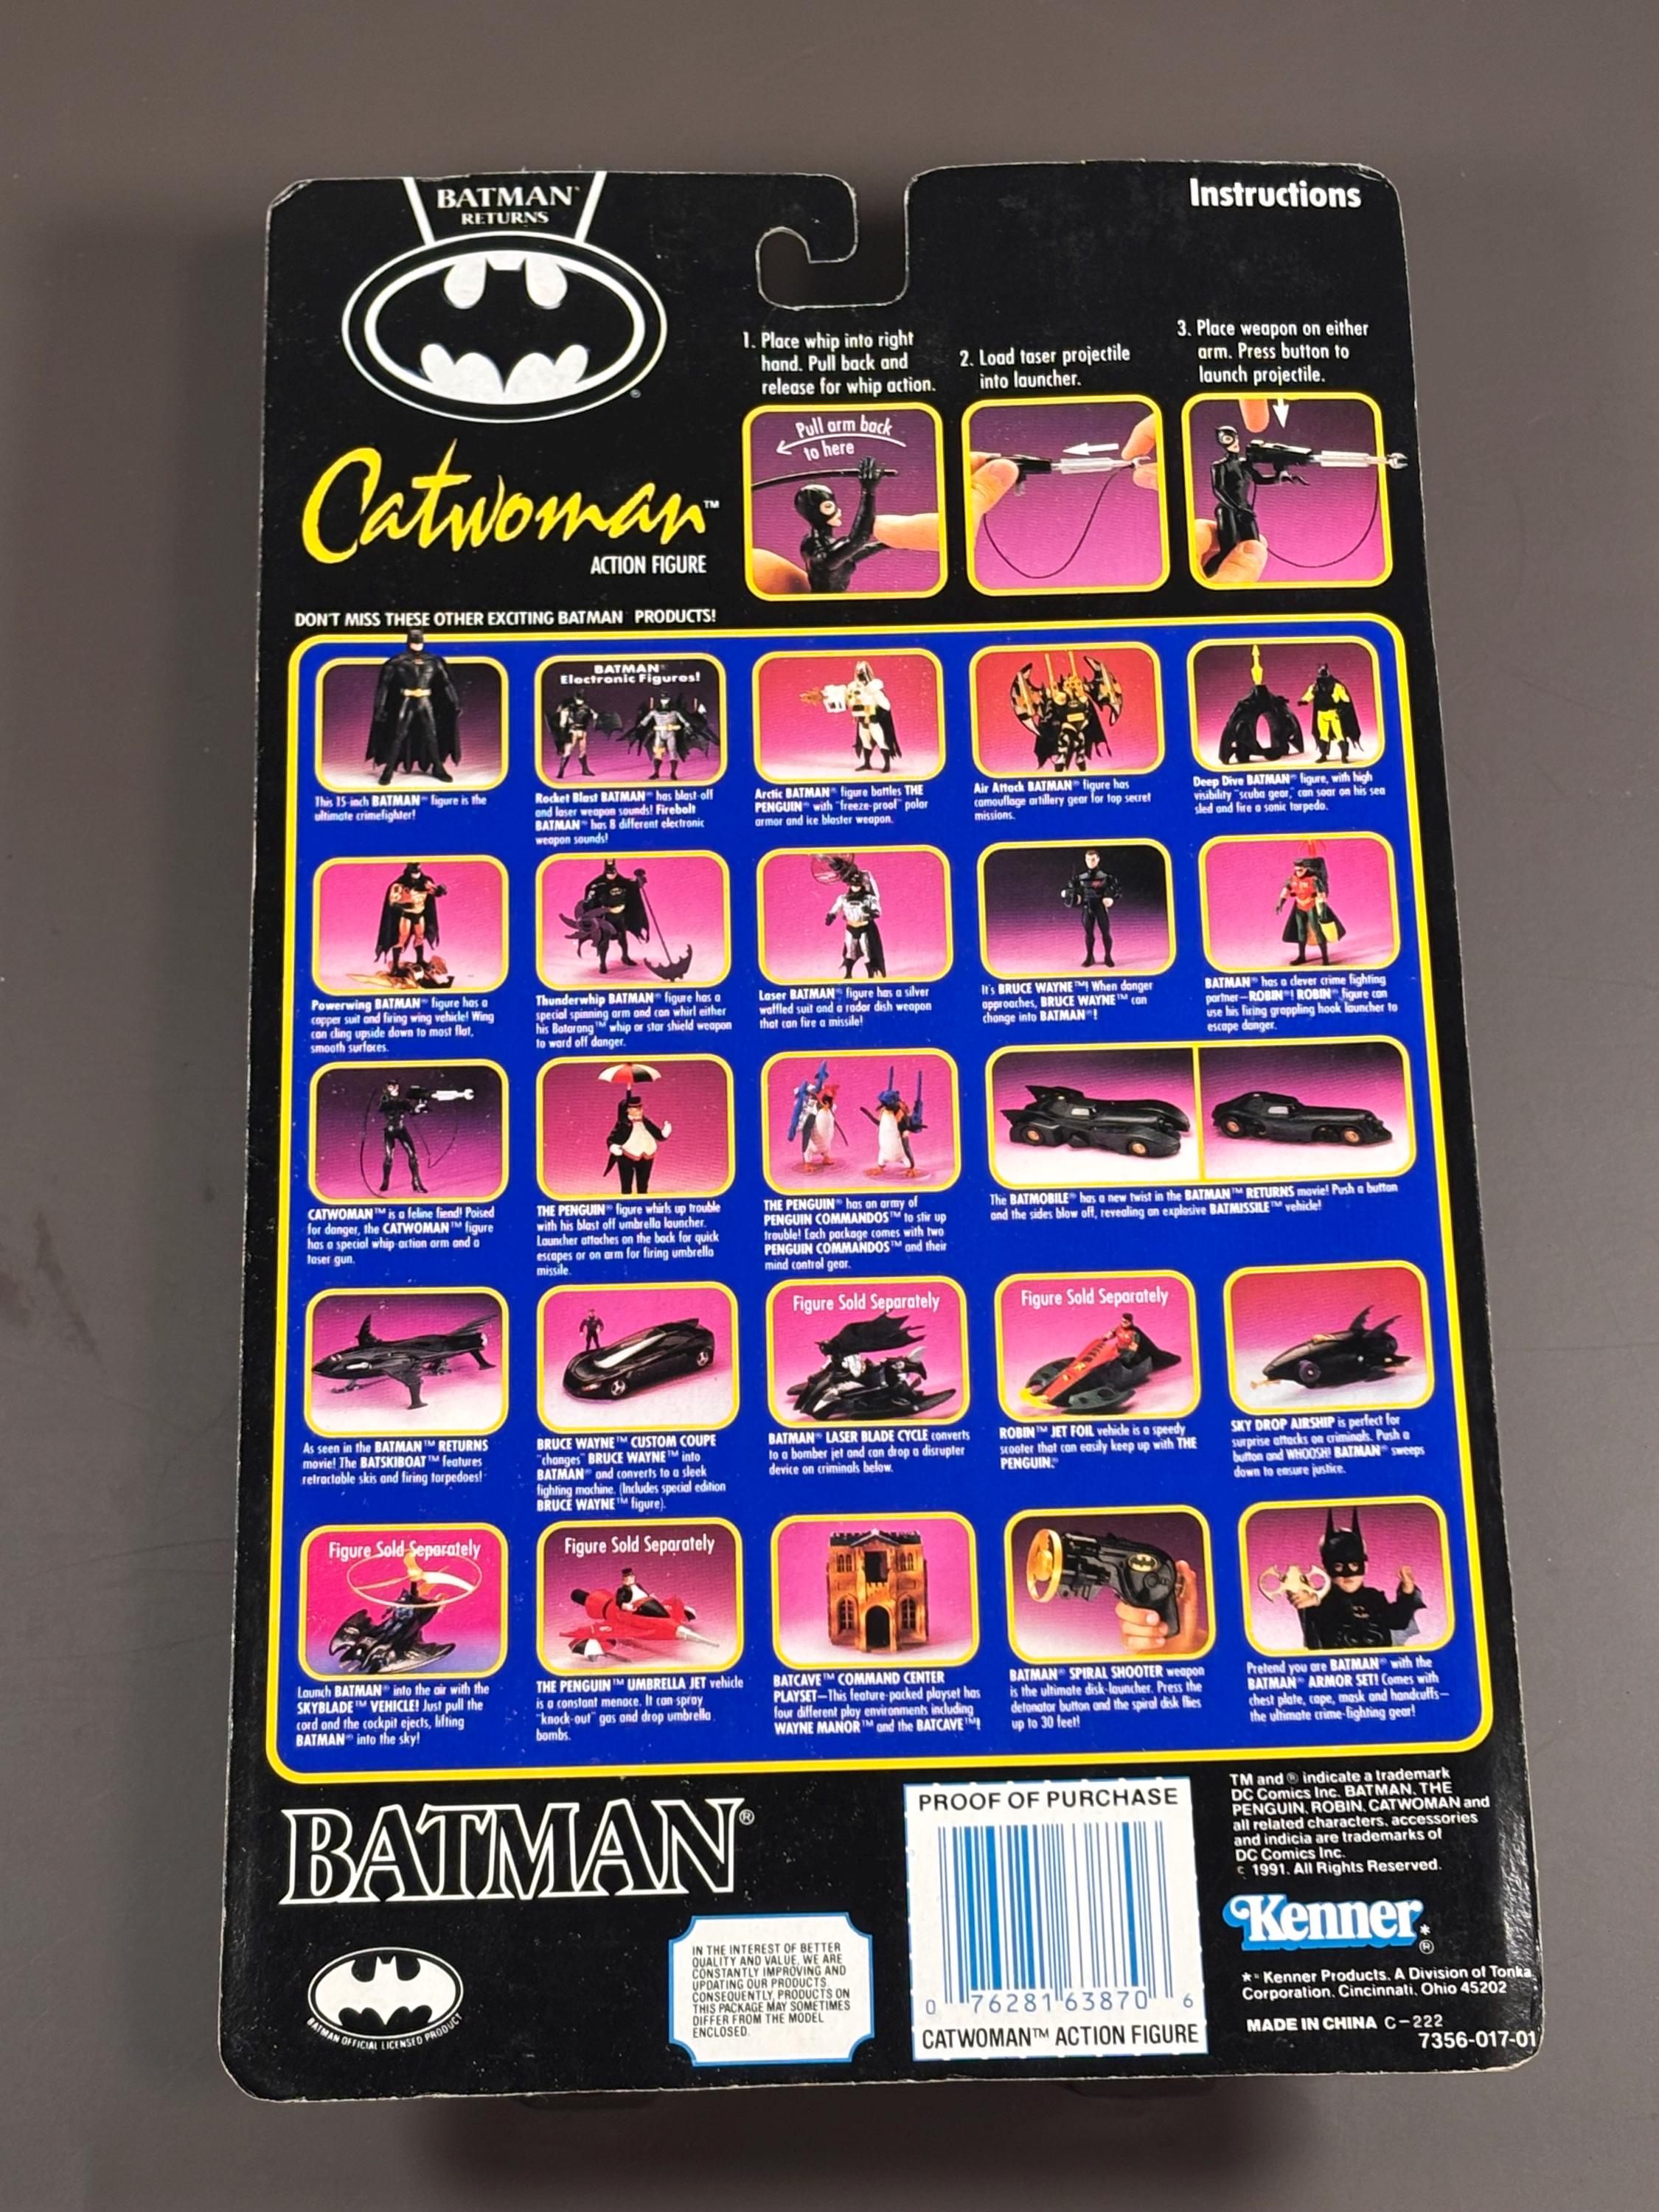 BATMAN®
RETURNS
®
Instructions
1. Place whip into right
hand. Pull back and
release for whip action.
2. Load taser projectile
into launcher.
3. Place weapon on either
arm. Press button to
launch projectile.
Pull arm back
to here
Catwoman™
ACTION FIGURE
DON'T MISS THESE OTHER EXCITING BATMAN PRODUCTS!
This 15-inch BATMAN® figure is the
ultimate crimefighter!
BATMAN®
Electronic Figures!
Rocket Blast BATMAN® has blast-off
and laser weapon sounds! Firebolt
BATMAN® has 8 different electronic
weapon sounds!
Arctic BATMAN® figure battles THE
PENGUIN® with "freeze-proof" polar
armor and ice blaster weapon.
Air Attack BATMAN® figure has
camouflage artillery gear for top secret
missions.
Deep Dive BATMAN® figure, with high
visibility "scuba gear," can soar on his sea
sled and fire a sonic torpedo.
Powerwing BATMAN® figure has a
copper suit and firing wing vehicle! Wing
can cling upside down to most flat,
smooth surfaces.
Thunderwhip BATMAN® figure has a
special spinning arm and can whirl either
his Batarang™ whip or star shield weapon
to ward off danger.
Laser BATMAN® figure has a silver
waffled suit and a radar dish weapon
that can fire a missile!
It's BRUCE WAYNE™! When danger
approaches, BRUCE WAYNE™ can
change into BATMAN®!
BATMAN® has a clever crime fighting
partner—ROBIN®! ROBIN® figure can
use his firing grappling hook launcher to
escape danger.
CATWOMAN™ is a feline fiend! Poised
for danger, the CATWOMAN™ figure
has a special whip-action arm and a
taser gun.
THE PENGUIN® figure whirls up trouble
with his blast off umbrella launcher.
Launcher attaches on the back for quick
escapes or on arm for firing umbrella
missile.
THE PENGUIN® has an army of
PENGUIN COMMANDOS™ to stir up
trouble! Each package comes with two
PENGUIN COMMANDOS™ and their
mind control gear.
The BATMOBILE® has a new twist in the BATMAN™ RETURNS movie! Push a button
and the sides blow off, revealing an explosive BATMISSILE™ vehicle!
As seen in the BATMAN™ RETURNS
movie! The BATSKIBOAT™ features
retractable skis and firing torpedoes!
BRUCE WAYNE™ CUSTOM COUPE
"changes" BRUCE WAYNE™ into
BATMAN® and converts to a sleek
fighting machine. (Includes special edition
BRUCE WAYNE™ figure).
Figure Sold Separately
BATMAN® LASER BLADE CYCLE converts
to a bomber jet and can drop a disrupter
device on criminals below.
Figure Sold Separately
ROBIN™ JET FOIL vehicle is a speedy
scooter that can easily keep up with THE
PENGUIN.®
SKY DROP AIRSHIP is perfect for
surprise attacks on criminals. Push a
button and WHOOSH! BATMAN® sweeps
down to ensure justice.
Figure Sold Separately
Launch BATMAN® into the air with the
SKYBLADE™ VEHICLE! Just pull the
cord and the cockpit ejects, lifting
BATMAN® into the sky!
Figure Sold Separately
THE PENGUIN™ UMBRELLA JET vehicle
is a constant menace. It can spray
"knock-out" gas and drop umbrella
bombs.
BATCAVE™ COMMAND CENTER
PLAYSET—This feature-packed playset has
four different play environments including
WAYNE MANOR™ and the BATCAVE™!
BATMAN® SPIRAL SHOOTER weapon
is the ultimate disk-launcher. Press the
detonator button and the spiral disk flies
up to 30 feet!
Pretend you are BATMAN® with the
BATMAN® ARMOR SET! Comes with
chest plate, cape, mask and handcuffs—
the ultimate crime-fighting gear!
BATMAN®
BATMAN OFFICIAL LICENSED PRODUCT
IN THE INTEREST OF BETTER
QUALITY AND VALUE, WE ARE
CONSTANTLY IMPROVING AND
UPDATING OUR PRODUCTS.
CONSEQUENTLY, PRODUCTS ON
THIS PACKAGE MAY SOMETIMES
DIFFER FROM THE MODEL
ENCLOSED.
PROOF OF PURCHASE
0 76281 63870 6
CATWOMAN™ ACTION FIGURE
TM and ® indicate a trademark
DC Comics Inc. BATMAN, THE
PENGUIN, ROBIN, CATWOMAN and
all related characters, accessories
and indicia are trademarks of
DC Comics Inc.
© 1991. All Rights Reserved.
Kenner*®
*® Kenner Products, A Division of Tonka
Corporation, Cincinnati, Ohio 45202
MADE IN CHINA C-222
7356-017-01